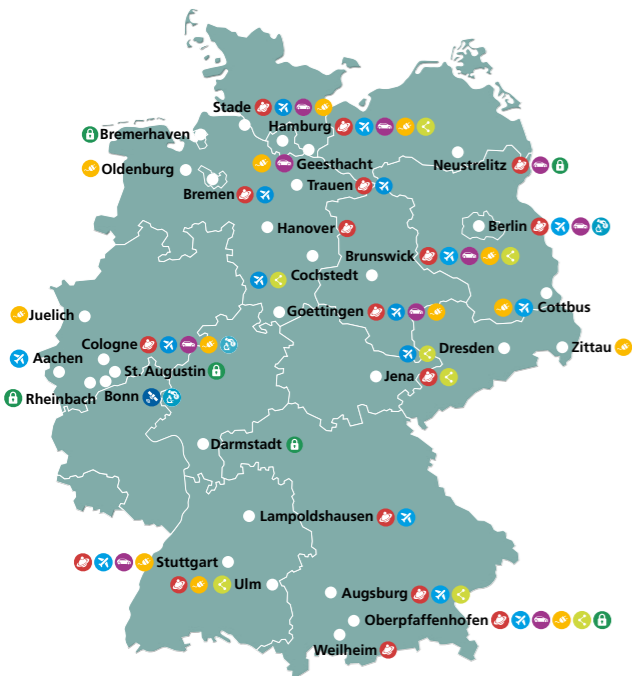 Stade
Hamburg
Bremerhaven
Geesthacht
Neustrelitz
Oldenburg
Trauen
Bremen
Hanover
Berlin
Brunswick
Cochstedt
Cottbus
Goettingen
Juelich
Cologne
Dresden
Zittau
Aachen
St. Augustin
Jena
Rheinbach
Bonn
Darmstadt
Lampoldshausen
Stuttgart
Ulm
Augsburg
Oberpfaffenhofen
Weilheim